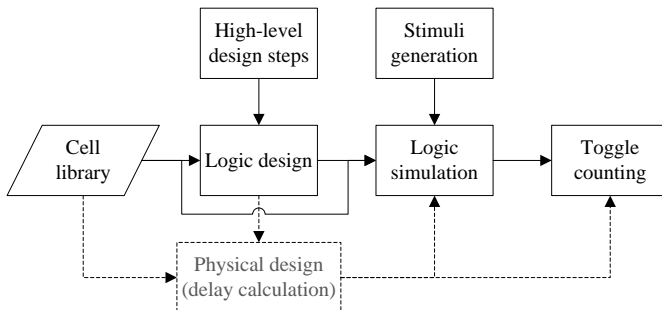 High-level
design steps
Stimuli
generation
Cell
library
Logic design
Logic
simulation
Toggle
counting
Physical design
(delay calculation)